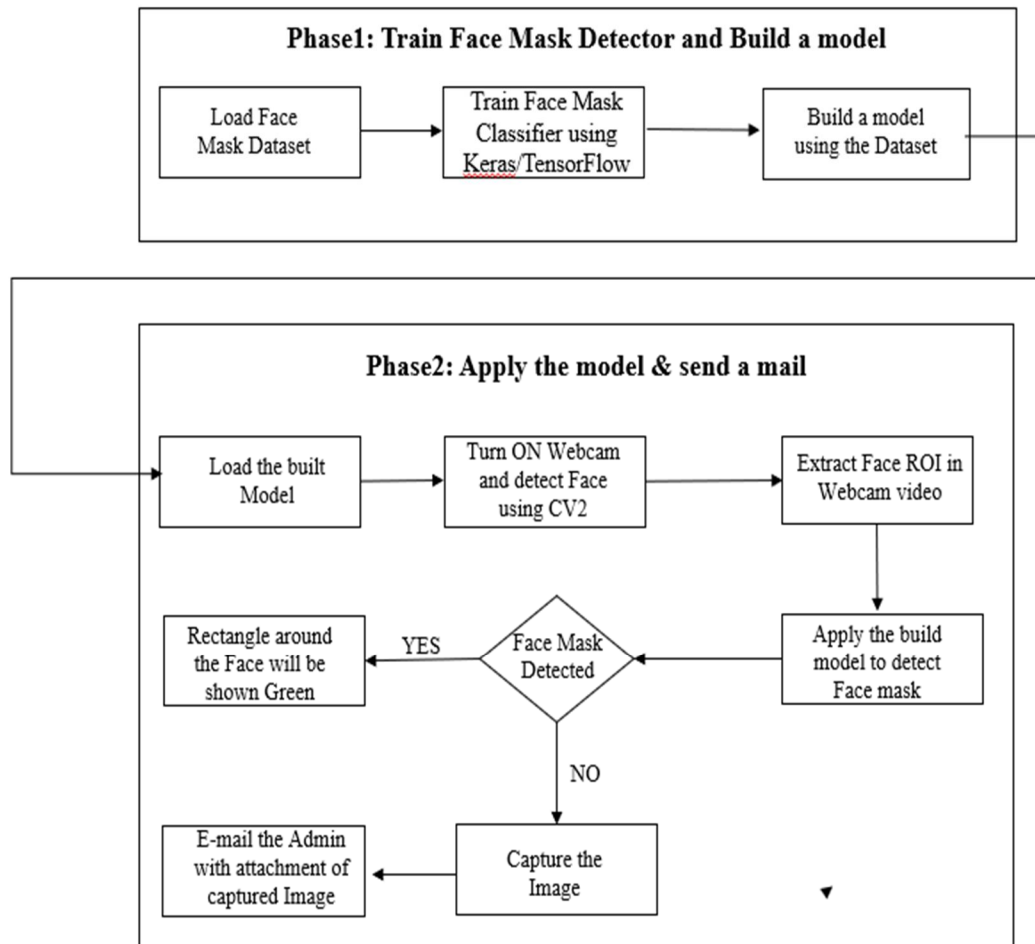 Phase1: Train Face Mask Detector and Build a model
Load Face
Mask Dataset
Train Face Mask
Classifier using
Keras/TensorFlow
Build a model
using the Dataset
Phase2: Apply the model & send a mail
Load the built
Model
Turn ON Webcam
and detect Face
using CV2
Extract Face ROI in
Webcam video
Rectangle around
the Face will be
shown Green
YES
Face Mask
Detected
Apply the build
model to detect
Face mask
NO
E-mail the Admin
with attachment of
captured Image
Capture the
Image